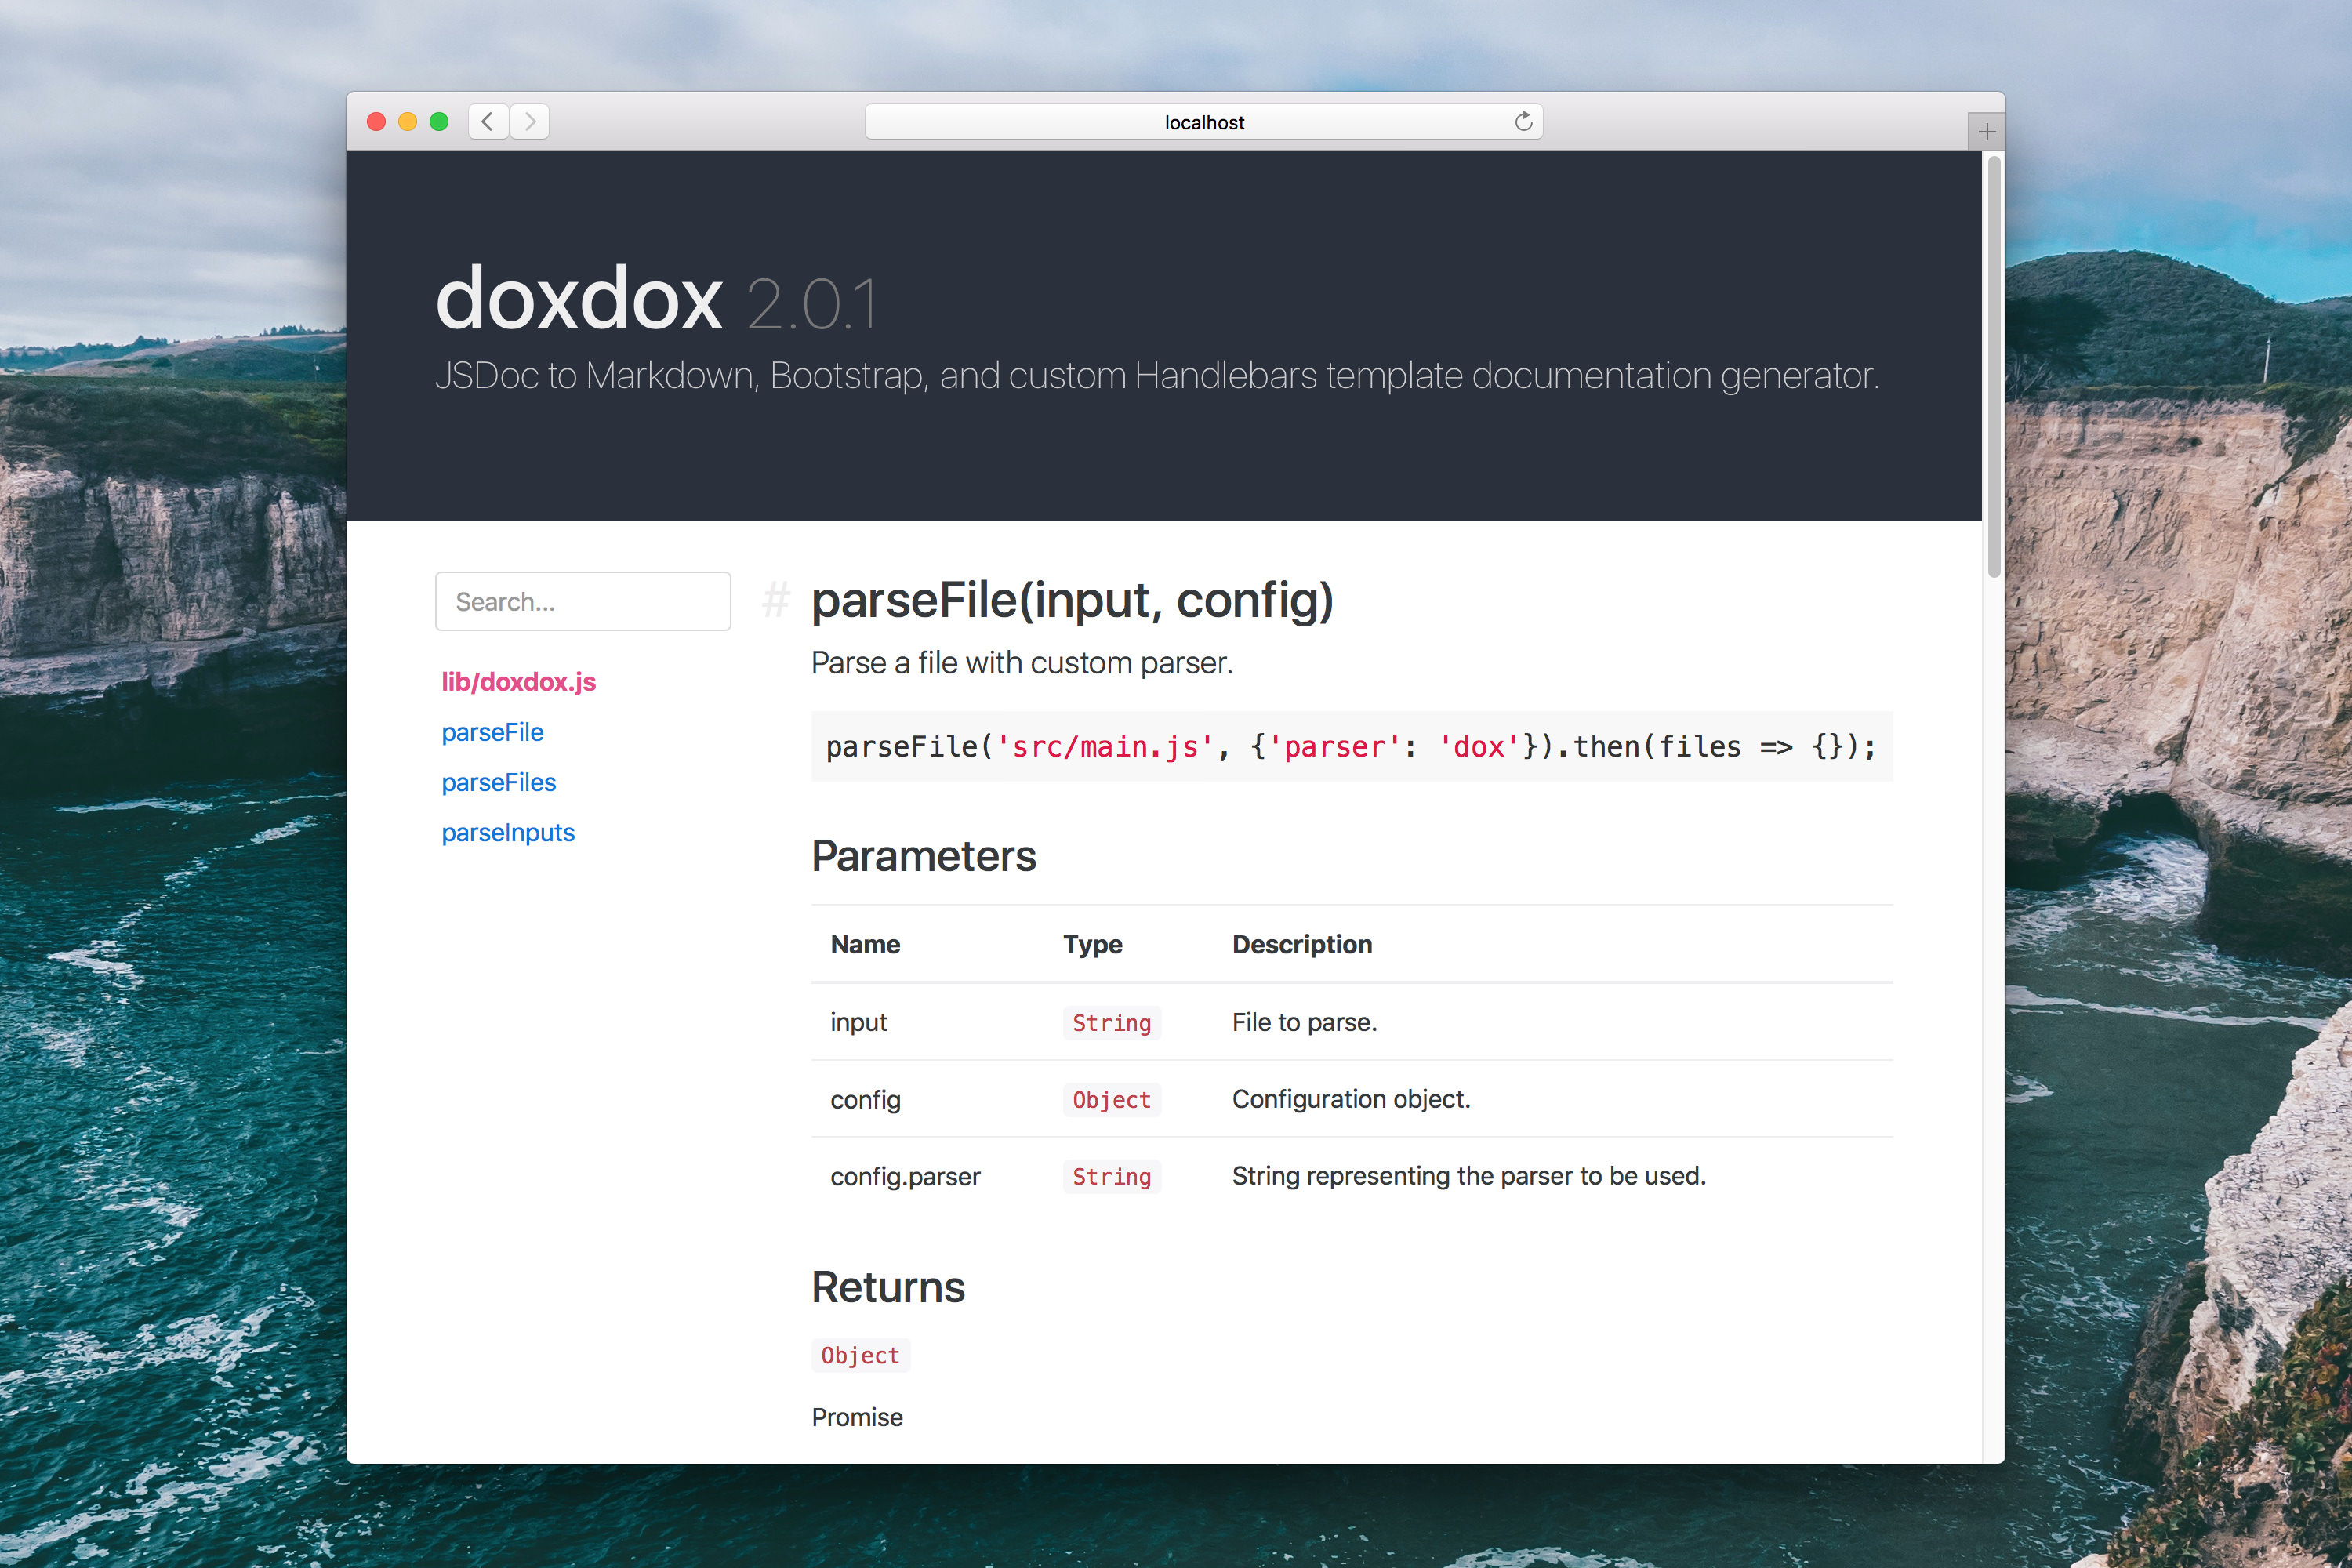 localhost
doxdox 2.0.1
JSDoc to Markdown, Bootstrap, and custom Handlebars template documentation generator.
Search...
lib/doxdox.js
parseFile
parseFiles
parseInputs
# parseFile(input, config)
Parse a file with custom parser.
parseFile('src/main.js', {'parser': 'dox'}).then(files => {});
Parameters
Name Type Description
input String File to parse.
config Object Configuration object.
config.parser String String representing the parser to be used.
Returns
Object
Promise